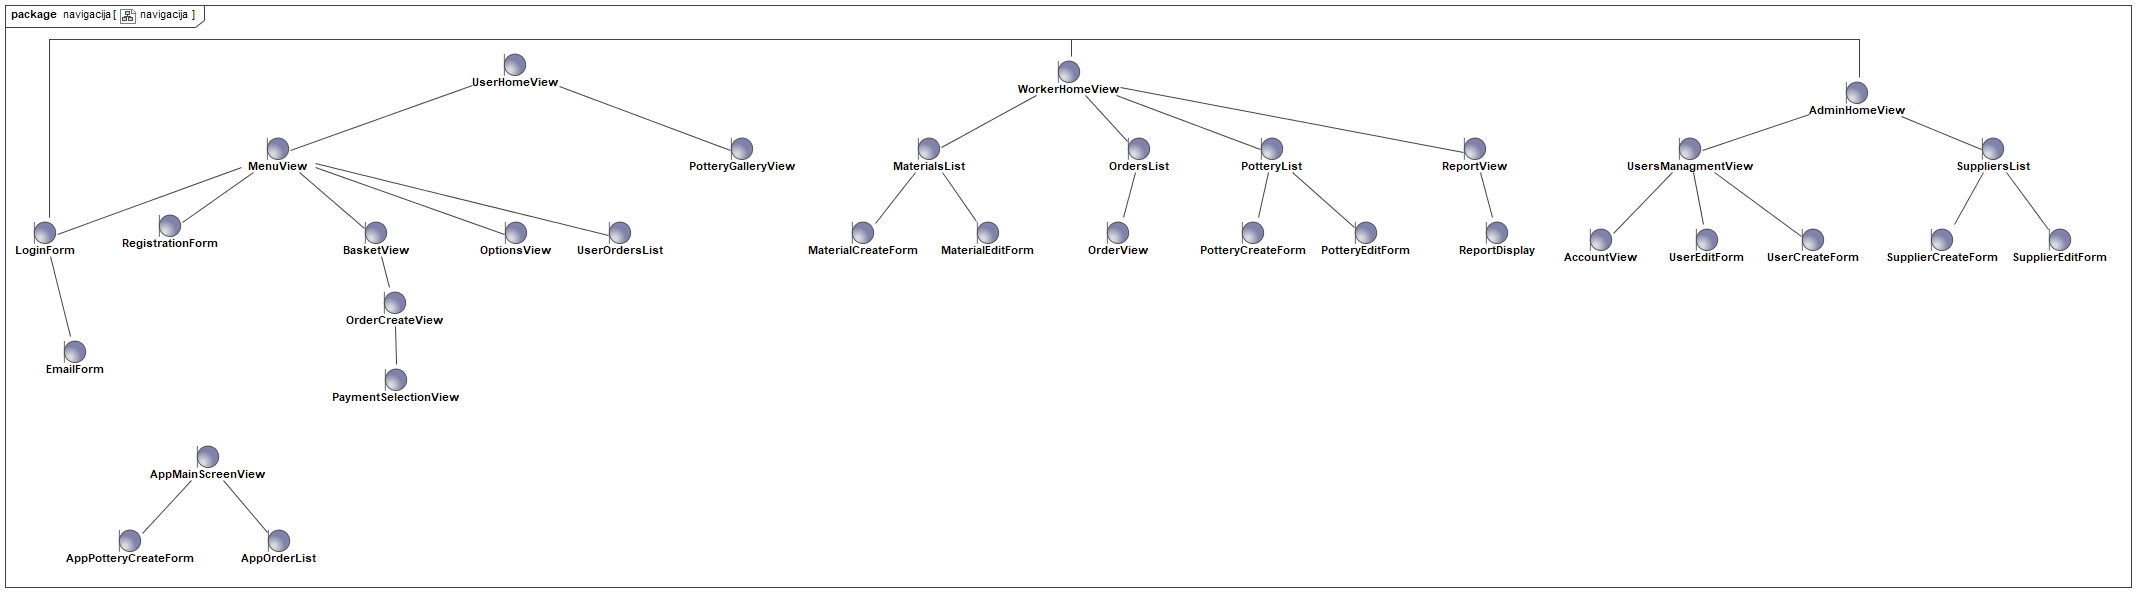 package navigacija [ navigacija ]
UserHomeView
WorkerHomeView
AdminHomeView
MenuView
PotteryGalleryView
MaterialsList
OrdersList
PotteryList
ReportView
UsersManagmentView
SuppliersList
LoginForm
RegistrationForm
BasketView
OptionsView
UserOrdersList
MaterialCreateForm
MaterialEditForm
OrderView
PotteryCreateForm
PotteryEditForm
ReportDisplay
AccountView
UserEditForm
UserCreateForm
SupplierCreateForm
SupplierEditForm
OrderCreateView
EmailForm
PaymentSelectionView
AppMainScreenView
AppPotteryCreateForm
AppOrderList